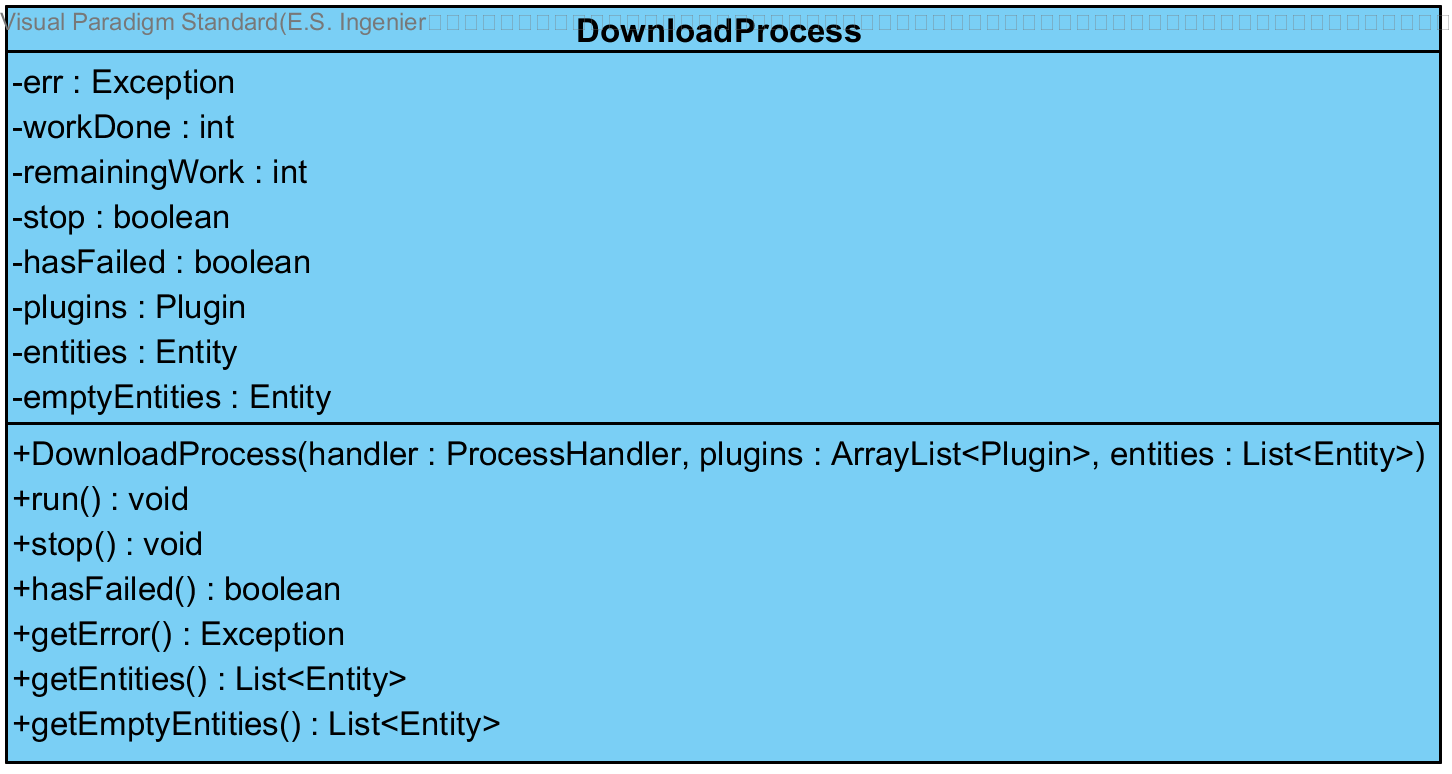 Visual Paradigm Standard(E.S. Ingenier
DownloadProcess
-err : Exception
-workDone : int
-remainingWork : int
-stop : boolean
-hasFailed : boolean
-plugins : Plugin
-entities : Entity
-emptyEntities : Entity
+DownloadProcess(handler : ProcessHandler, plugins : ArrayList<Plugin>, entities : List<Entity>)
+run() : void
+stop() : void
+hasFailed() : boolean
+getError() : Exception
+getEntities() : List<Entity>
+getEmptyEntities() : List<Entity>